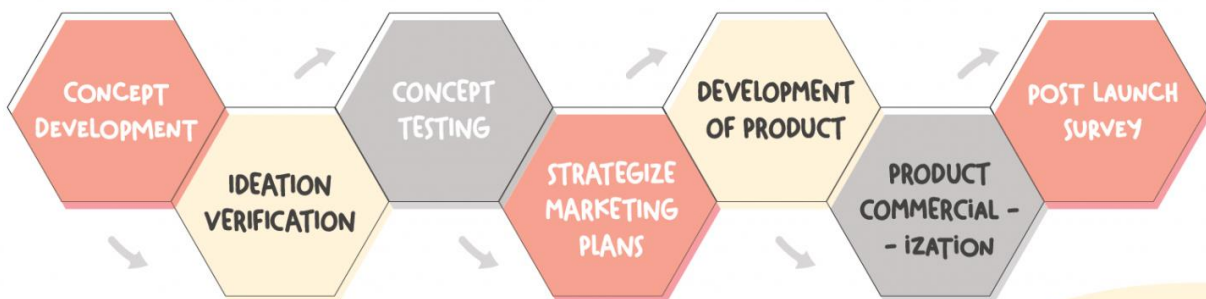 CONCEPT
DEVELOPMENT
IDEATION
VERIFICATION
CONCEPT
TESTING
STRATEGIZE
MARKETING
PLANS
DEVELOPMENT
OF PRODUCT
PRODUCT
COMMERCIAL -
- IZATION
POST LAUNCH
SURVEY